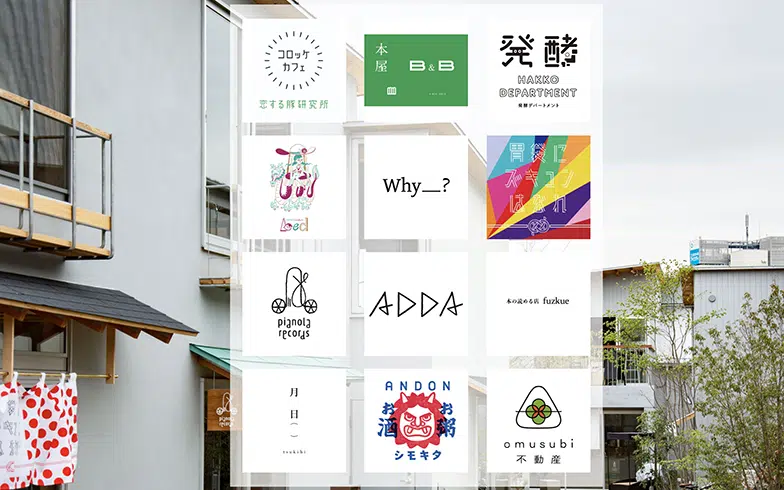 コロッケ
カフェ
恋する豚研究所
本屋
B&B
発酵
HAKKO
DEPARTMENT
発酵デパートメント
Why__?
胃袋に
ズキュン
はなれ
pianola
records
ADDA
本の読める店 fuzkue
月日
tsukihi
ANDON
お酒
お粥
シモキタ
omusubi
不動産
pianola
records